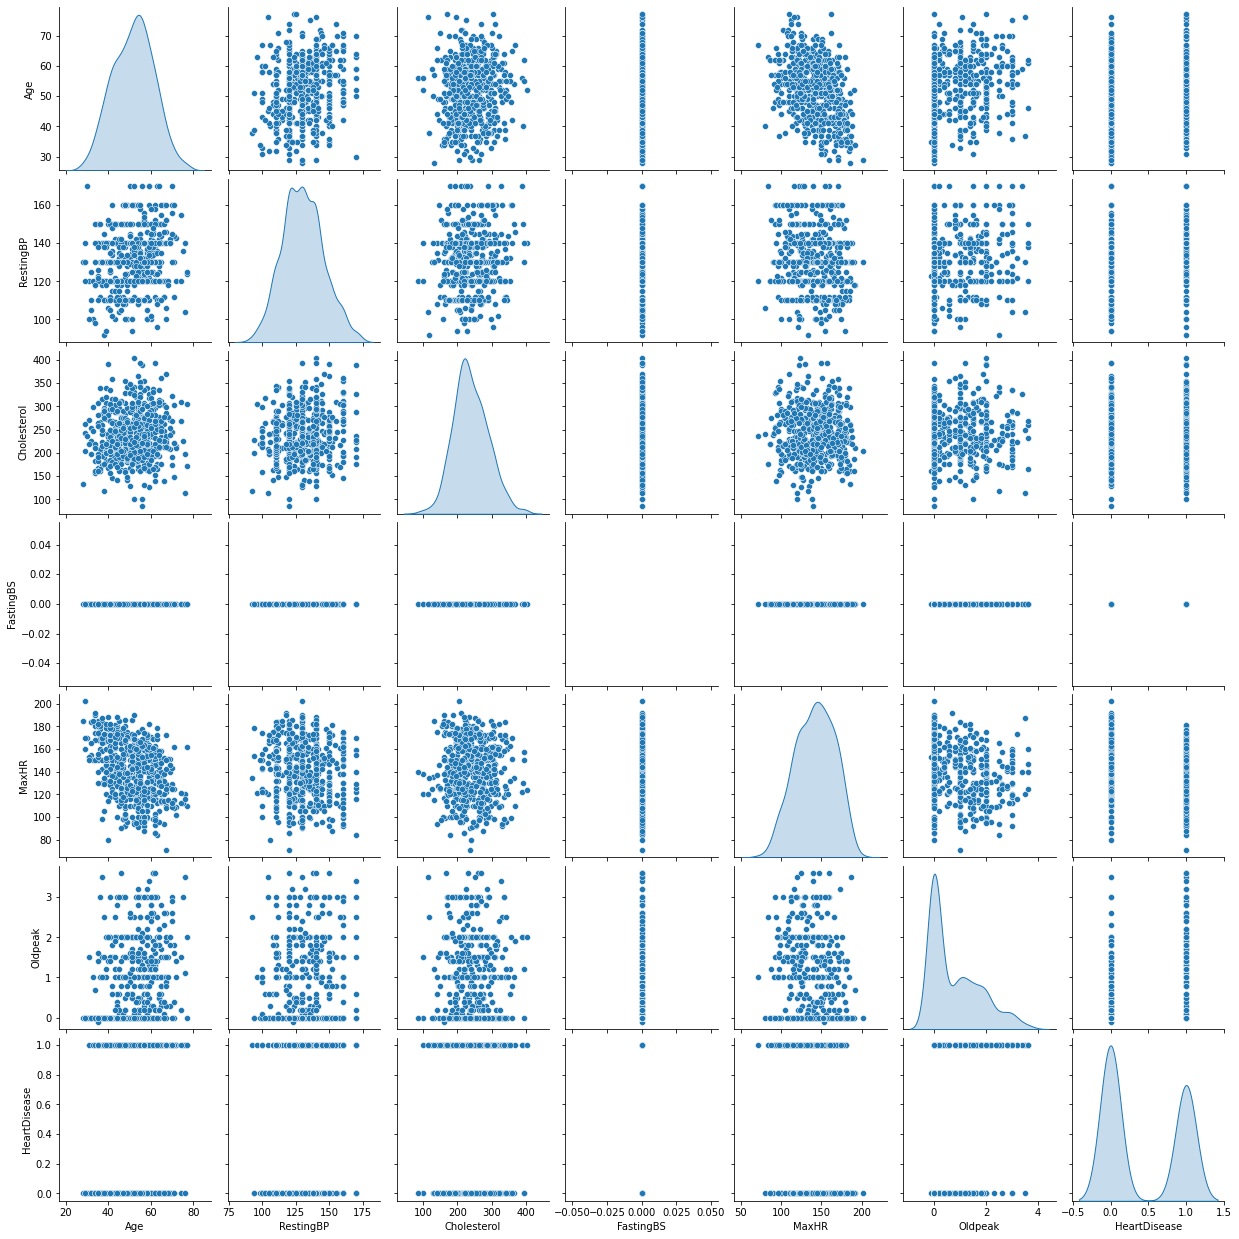 70
60
50
40
30
Age
160
140
120
100
RestingBP
400
350
300
250
200
150
100
Cholesterol
0.04
0.02
0.00
−0.02
−0.04
FastingBS
200
180
160
140
120
100
80
MaxHR
3
2
1
0
Oldpeak
1.0
0.8
0.6
0.4
0.2
0.0
HeartDisease
20 40 60 80
Age
75 100 125 150 175
RestingBP
100 200 300 400
Cholesterol
−0.050 −0.025 0.000 0.025 0.050
FastingBS
50 100 150 200
MaxHR
0 2 4
Oldpeak
−0.5 0.0 0.5 1.0 1.5
HeartDisease